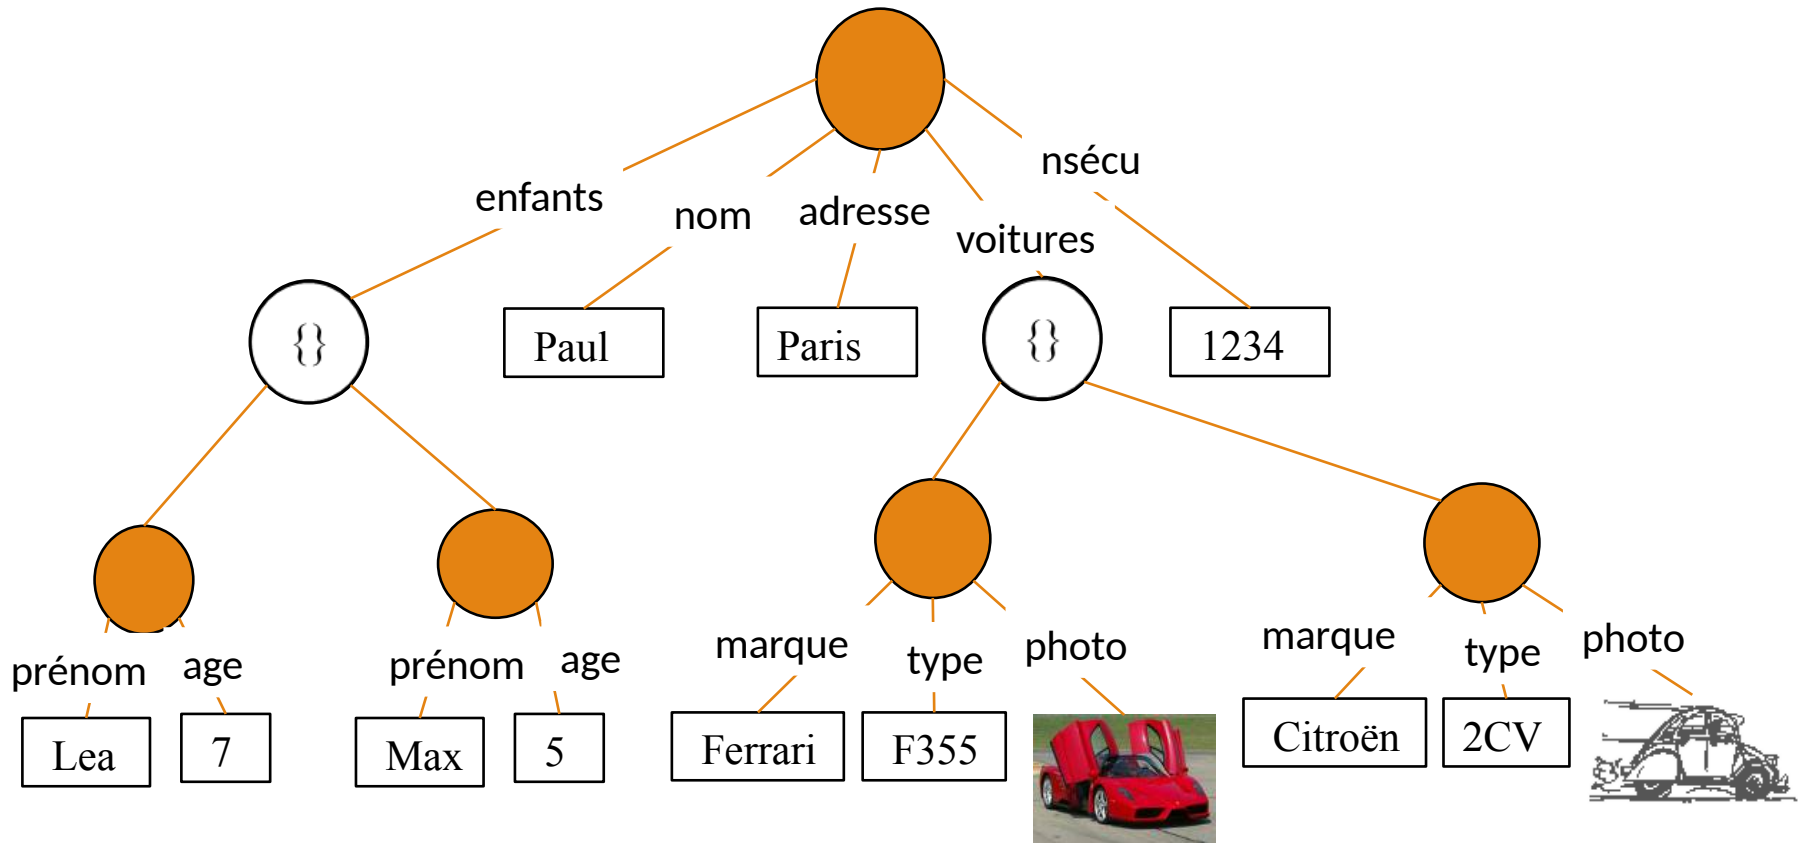 nsécu
enfants
nom
adresse
voitures
{}
Paul
Paris
{}
1234
prénom
age
prénom
age
marque
type
photo
marque
type
photo
Lea
7
Max
5
Ferrari
F355
Citroën
2CV